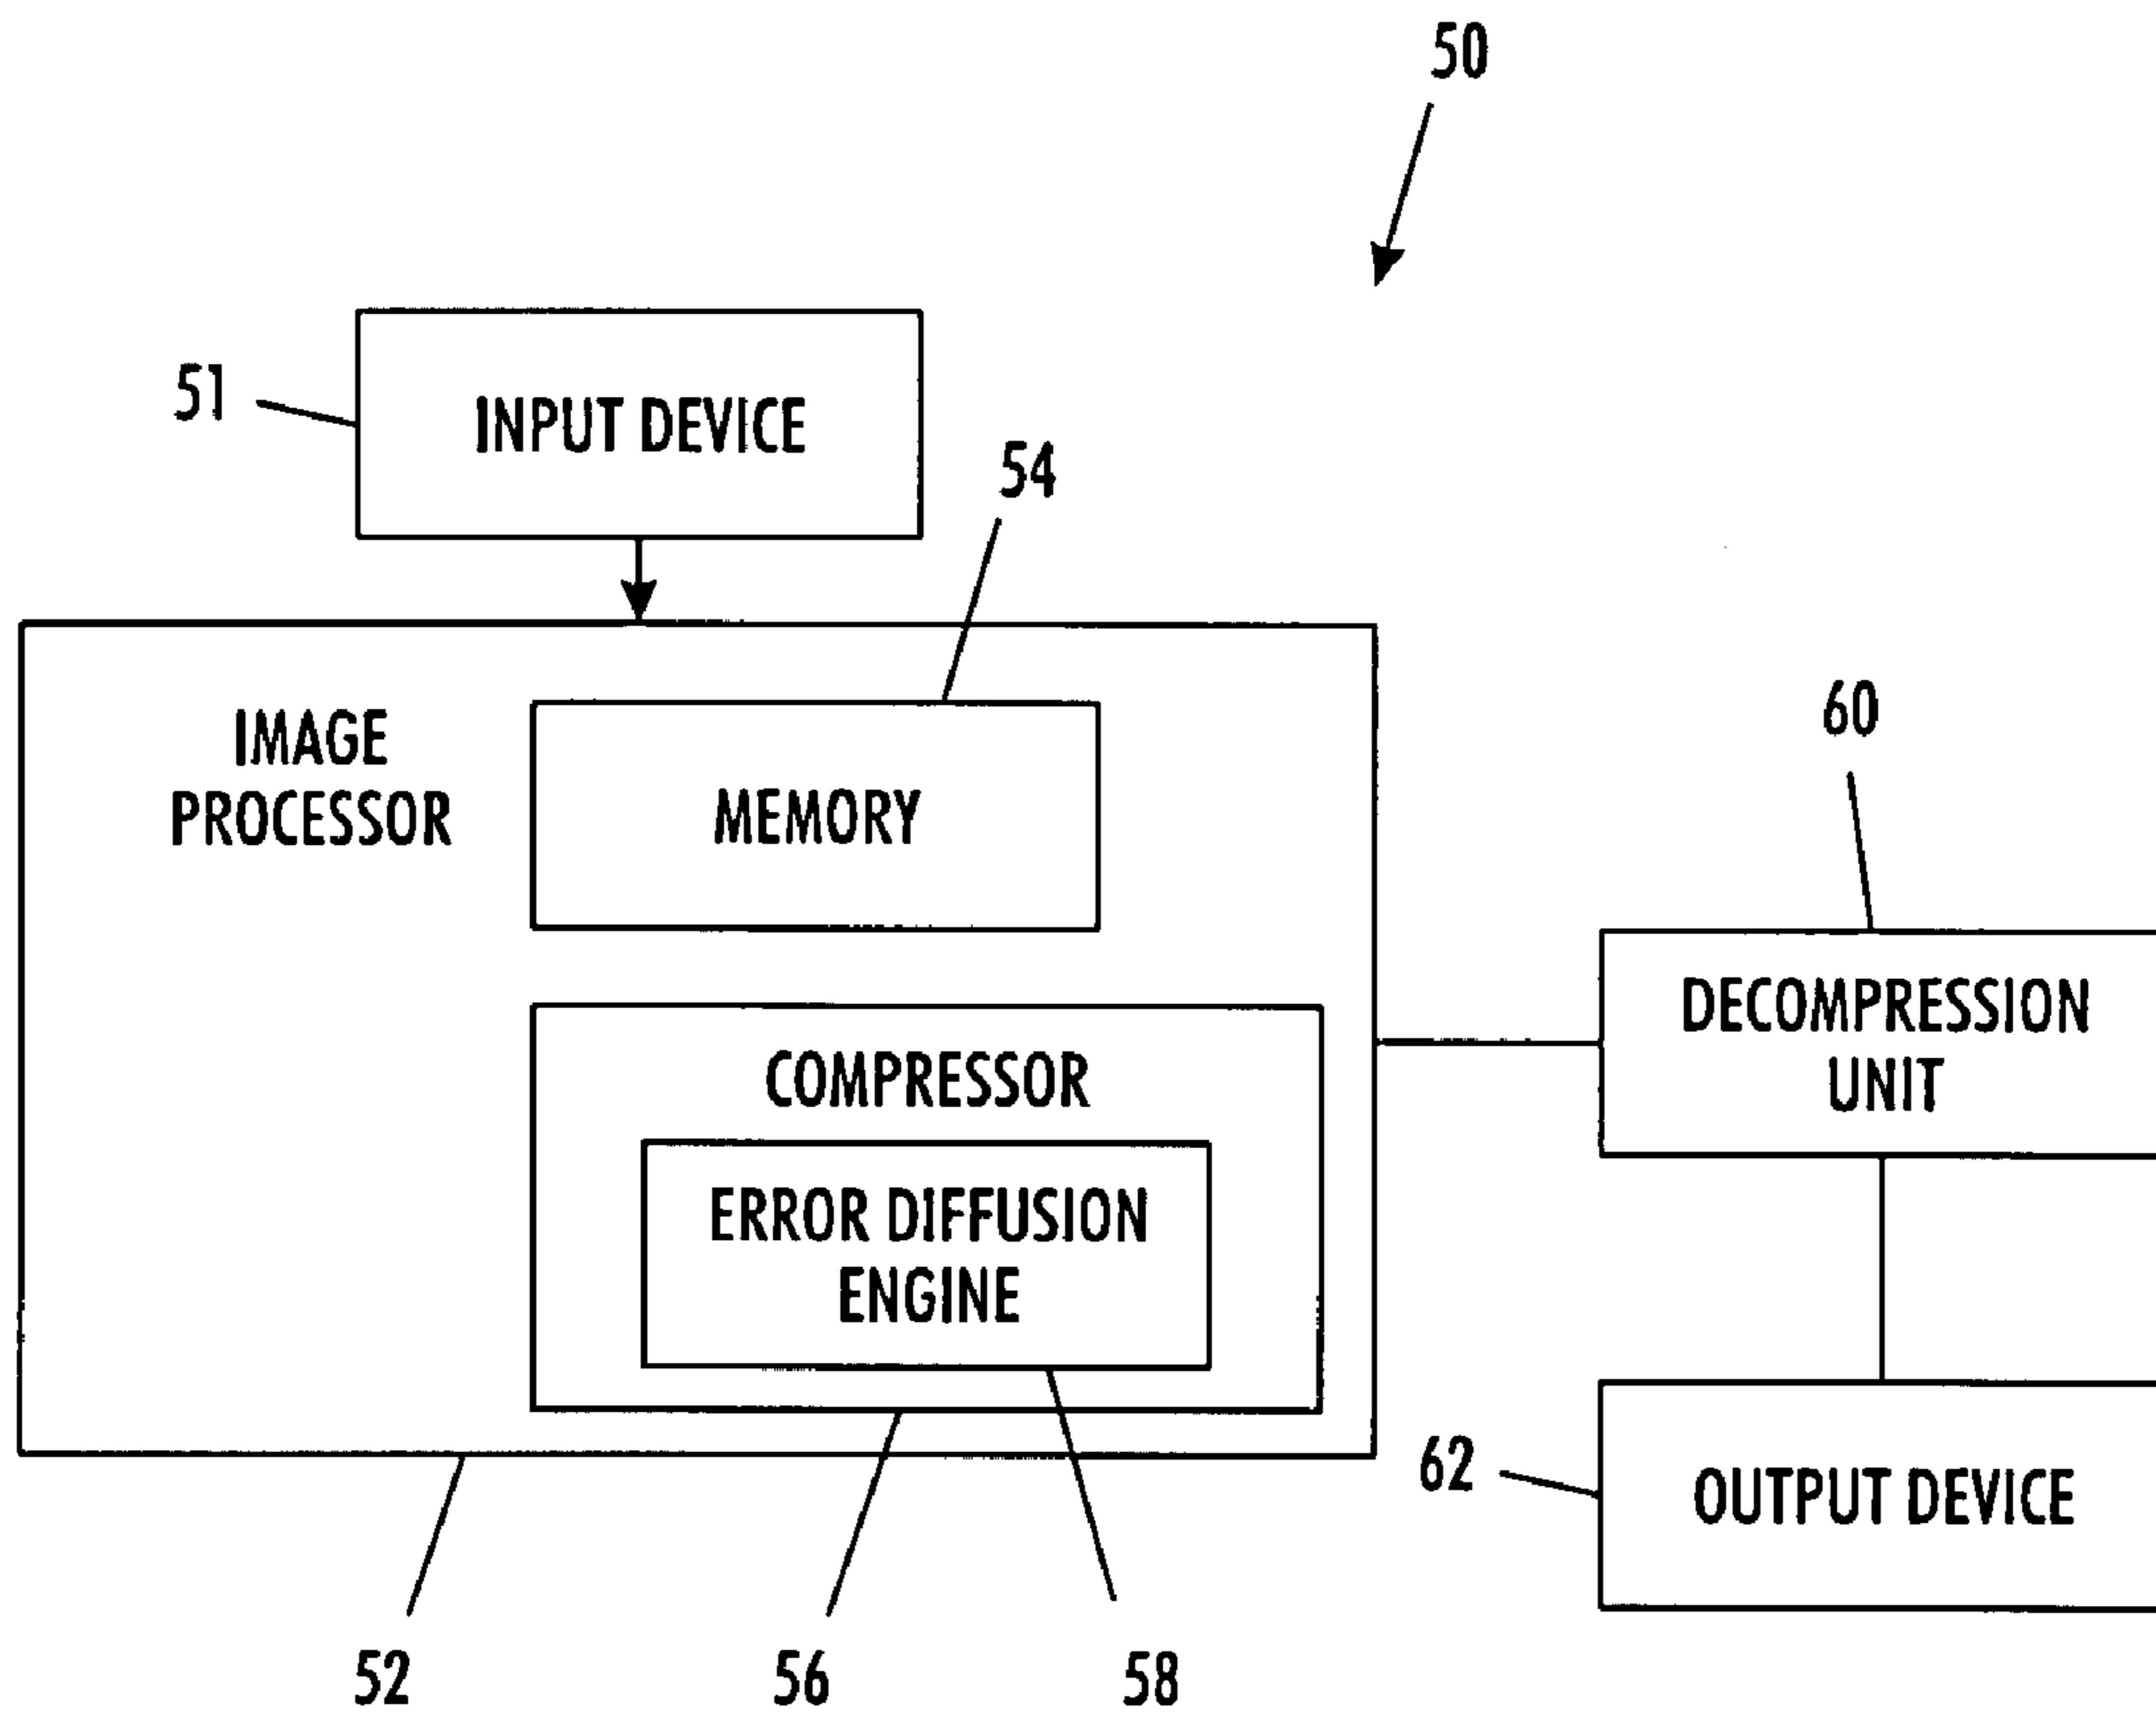 50
51
INPUT DEVICE
54
IMAGE
PROCESSOR
MEMORY
60
DECOMPRESSION
UNIT
COMPRESSOR
ERROR DIFFUSION
ENGINE
62
OUTPUT DEVICE
52
56
58